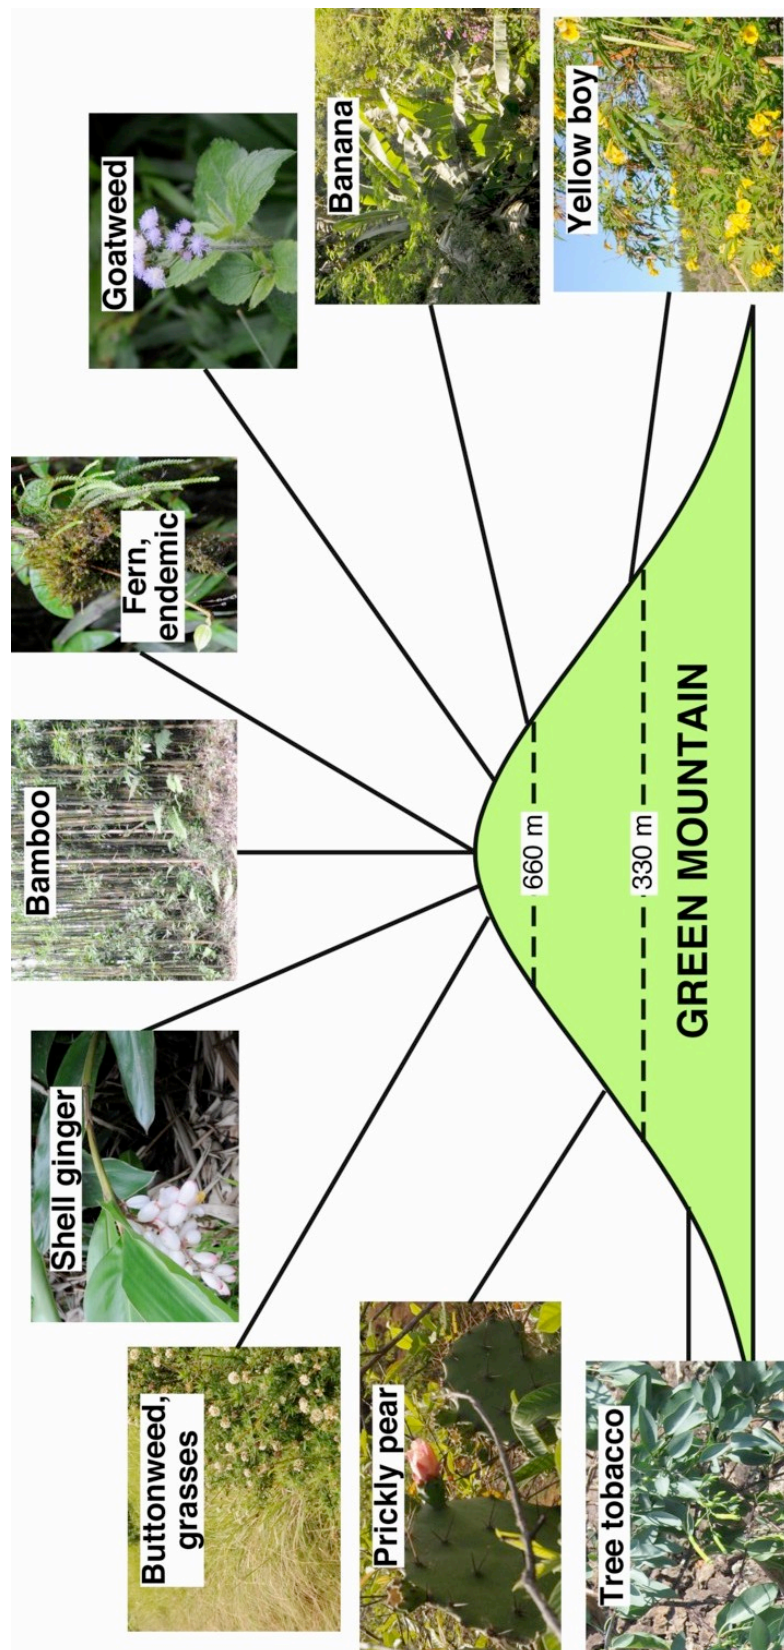 Tree tobacco
Prickly pear
Buttonweed,
grasses
Shell ginger
Bamboo
Fern,
endemic
Goatweed
Banana
Yellow boy
660 m
330 m
GREEN MOUNTAIN